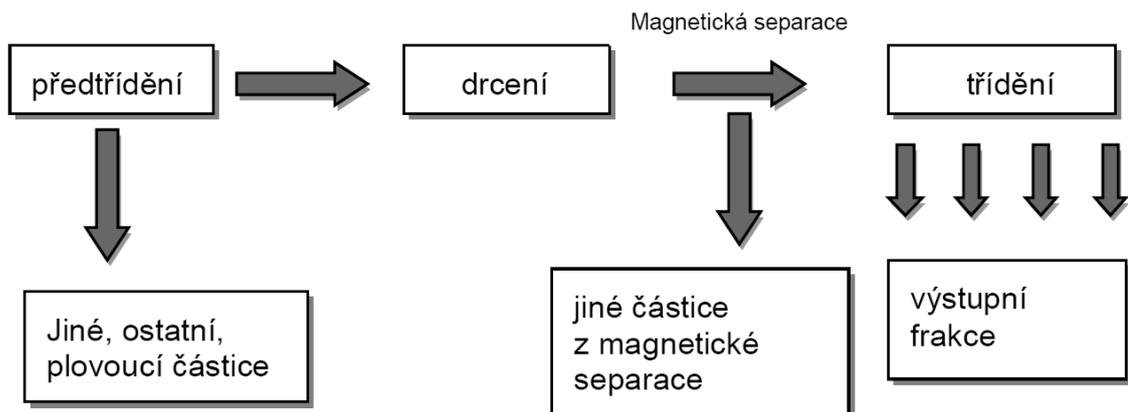 Magnetická separace
předtřídění
drcení
třídění
Jiné, ostatní,
plovoucí částice
jiné částice
z magnetické
separace
výstupní
frakce